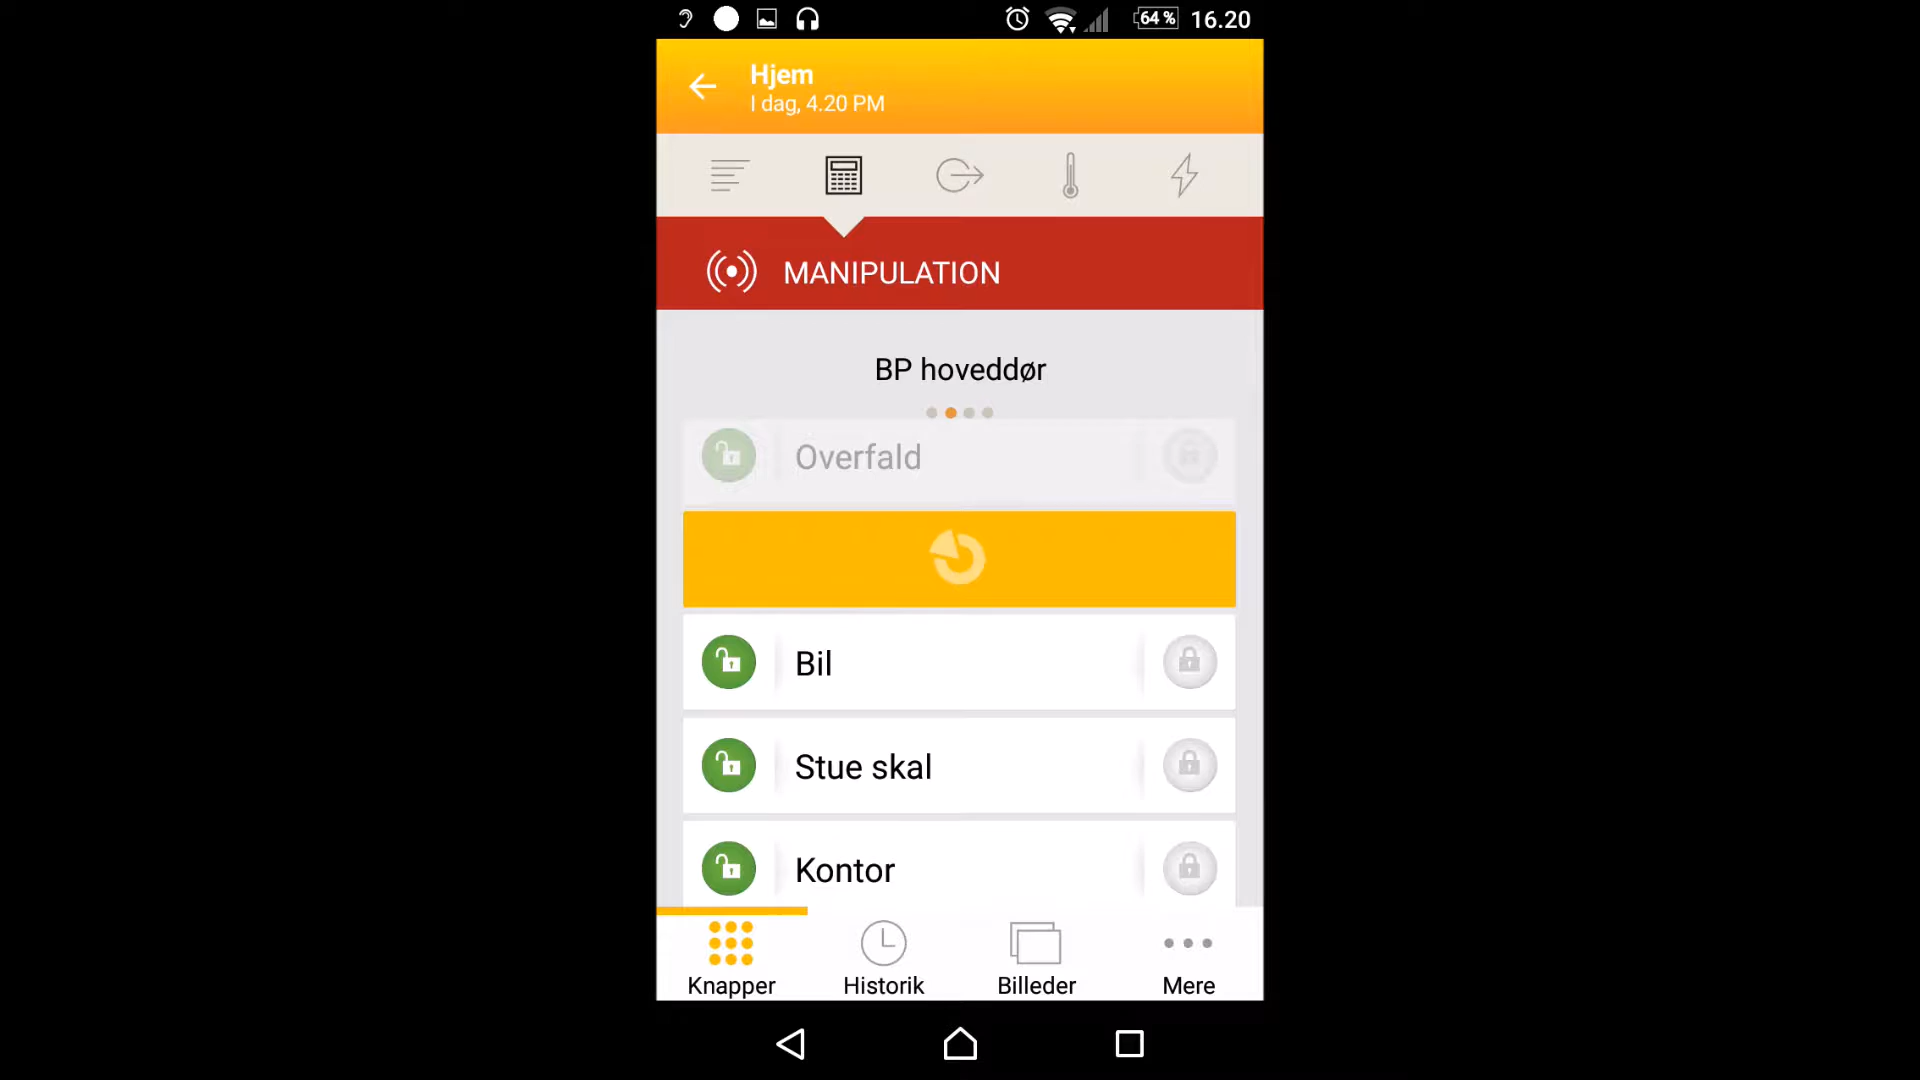 64 % 16.20
Hjem
I dag, 4.20 PM
MANIPULATION
BP hoveddør
Overfald
Bil
Stue skal
Kontor
Knapper Historik Billeder Mere